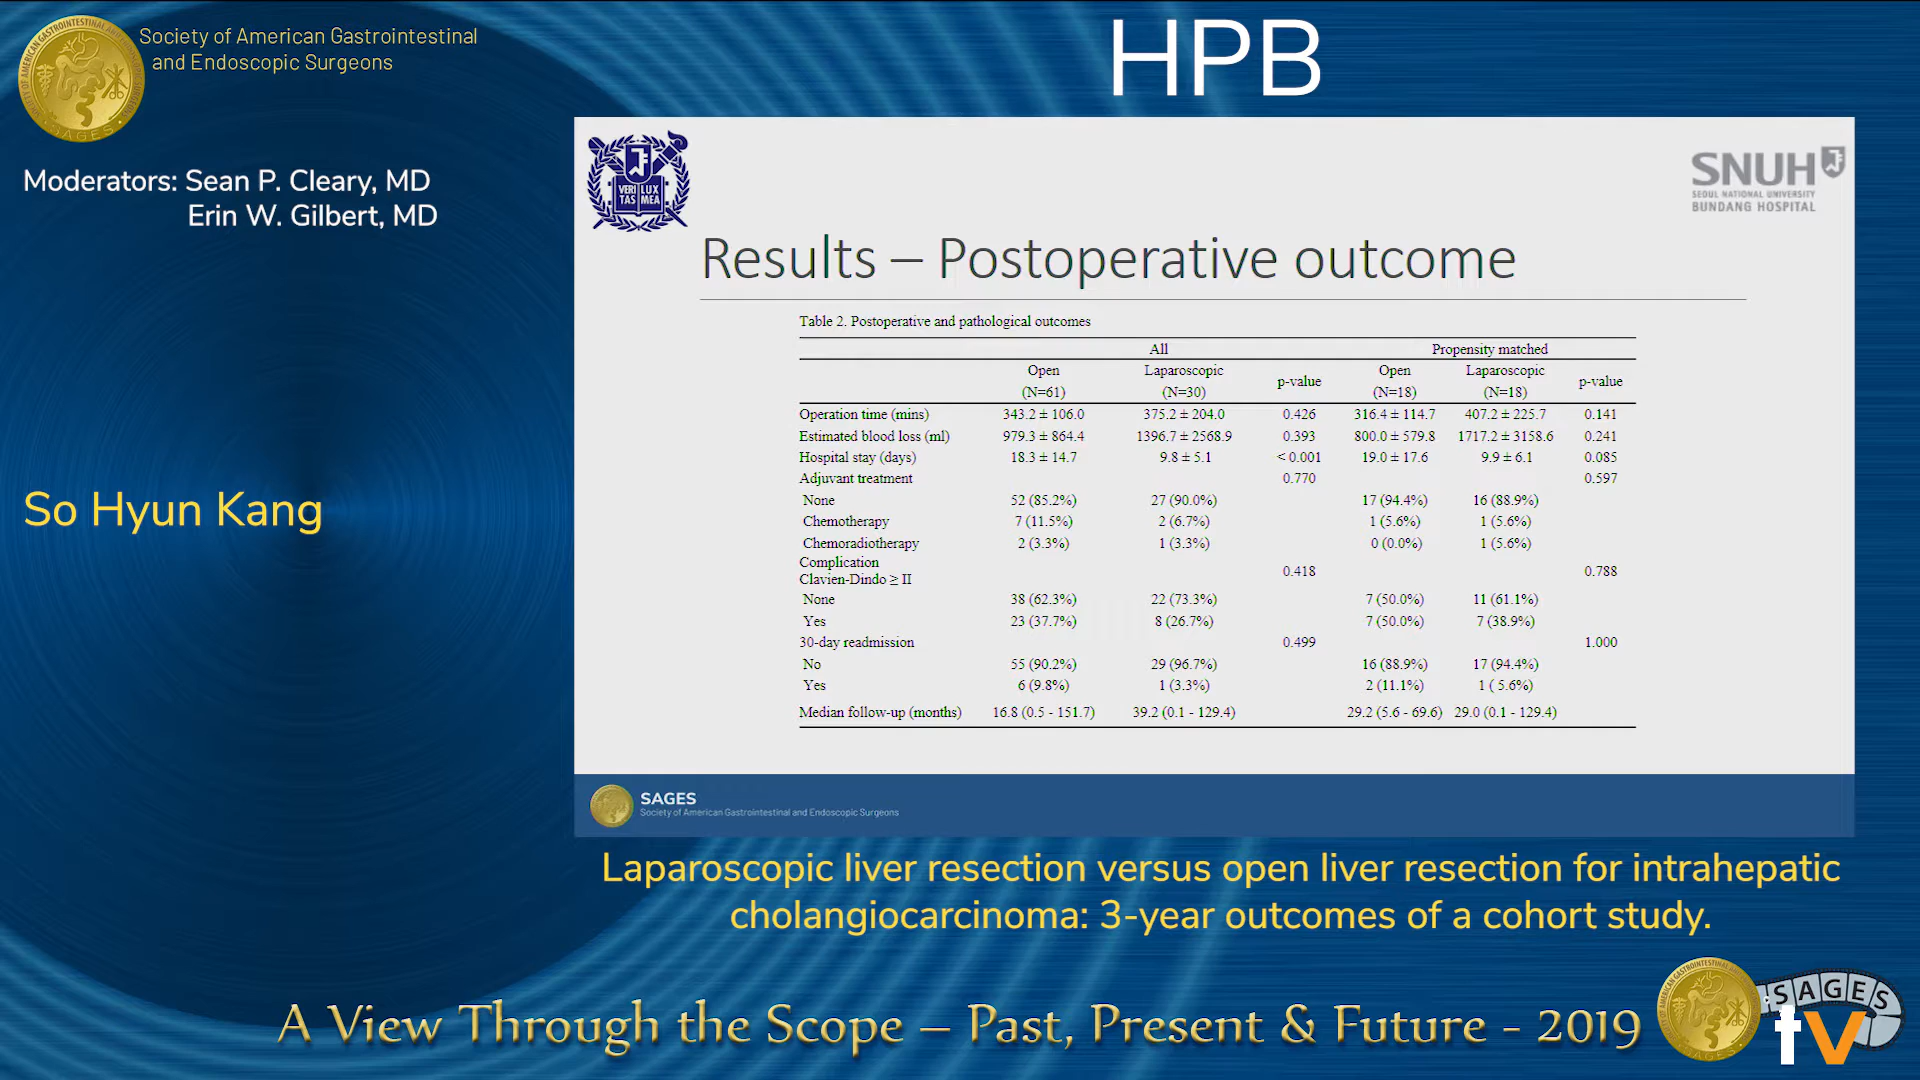 Society of American Gastrointestinal
and Endoscopic Surgeons
HPB
Moderators: Sean P. Cleary, MD
Erin W. Gilbert, MD
So Hyun Kang
VERI LUX
TAS MEA
SNUH
SEOUL NATIONAL UNIVERSITY
BUNDANG HOSPITAL
Results – Postoperative outcome
Table 2. Postoperative and pathological outcomes
All Propensity matched
Open Laparoscopic p-value Open Laparoscopic p-value
(N=61) (N=30) (N=18) (N=18)
Operation time (mins) 343.2 ± 106.0 375.2 ± 204.0 0.426 316.4 ± 114.7 407.2 ± 225.7 0.141
Estimated blood loss (ml) 979.3 ± 864.4 1396.7 ± 2568.9 0.393 800.0 ± 579.8 1717.2 ± 3158.6 0.241
Hospital stay (days) 18.3 ± 14.7 9.8 ± 5.1 < 0.001 19.0 ± 17.6 9.9 ± 6.1 0.085
Adjuvant treatment 0.770 0.597
None 52 (85.2%) 27 (90.0%) 17 (94.4%) 16 (88.9%)
Chemotherapy 7 (11.5%) 2 (6.7%) 1 (5.6%) 1 (5.6%)
Chemoradiotherapy 2 (3.3%) 1 (3.3%) 0 (0.0%) 1 (5.6%)
Complication
Clavien-Dindo ≥ II 0.418 0.788
None 38 (62.3%) 22 (73.3%) 7 (50.0%) 11 (61.1%)
Yes 23 (37.7%) 8 (26.7%) 7 (50.0%) 7 (38.9%)
30-day readmission 0.499 1.000
No 55 (90.2%) 29 (96.7%) 16 (88.9%) 17 (94.4%)
Yes 6 (9.8%) 1 (3.3%) 2 (11.1%) 1 ( 5.6%)
Median follow-up (months) 16.8 (0.5 - 151.7) 39.2 (0.1 - 129.4) 29.2 (5.6 - 69.6) 29.0 (0.1 - 129.4)
SAGES
Society of American Gastrointestinal and Endoscopic Surgeons
Laparoscopic liver resection versus open liver resection for intrahepatic
cholangiocarcinoma: 3-year outcomes of a cohort study.
A View Through the Scope – Past, Present & Future - 2019
SAGES
tv